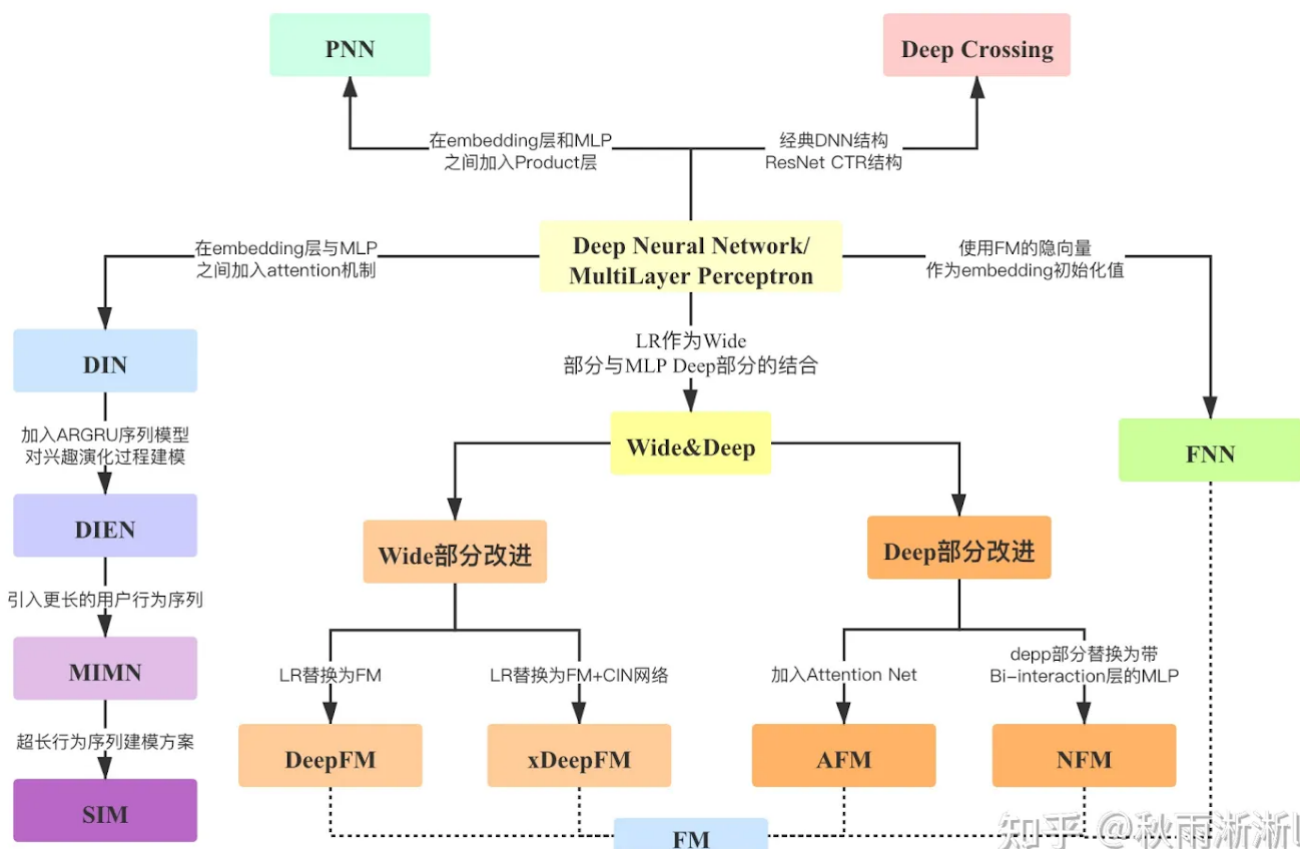 PNN
Deep Crossing
在embedding层和MLP
之间加入Product层
经典DNN结构
ResNet CTR结构
Deep Neural Network/
MultiLayer Perceptron
在embedding层与MLP
之间加入attention机制
使用FM的隐向量
作为embedding初始化值
LR作为Wide
部分与MLP Deep部分的结合
DIN
Wide&Deep
FNN
加入ARGRU序列模型
对兴趣演化过程建模
DIEN
Wide部分改进
Deep部分改进
引入更长的用户行为序列
MIMN
LR替换为FM
LR替换为FM+CIN网络
加入Attention Net
depp部分替换为带
Bi-interaction层的MLP
超长行为序列建模方案
DeepFM
xDeepFM
AFM
NFM
SIM
FM
知乎 @秋雨淅淅l